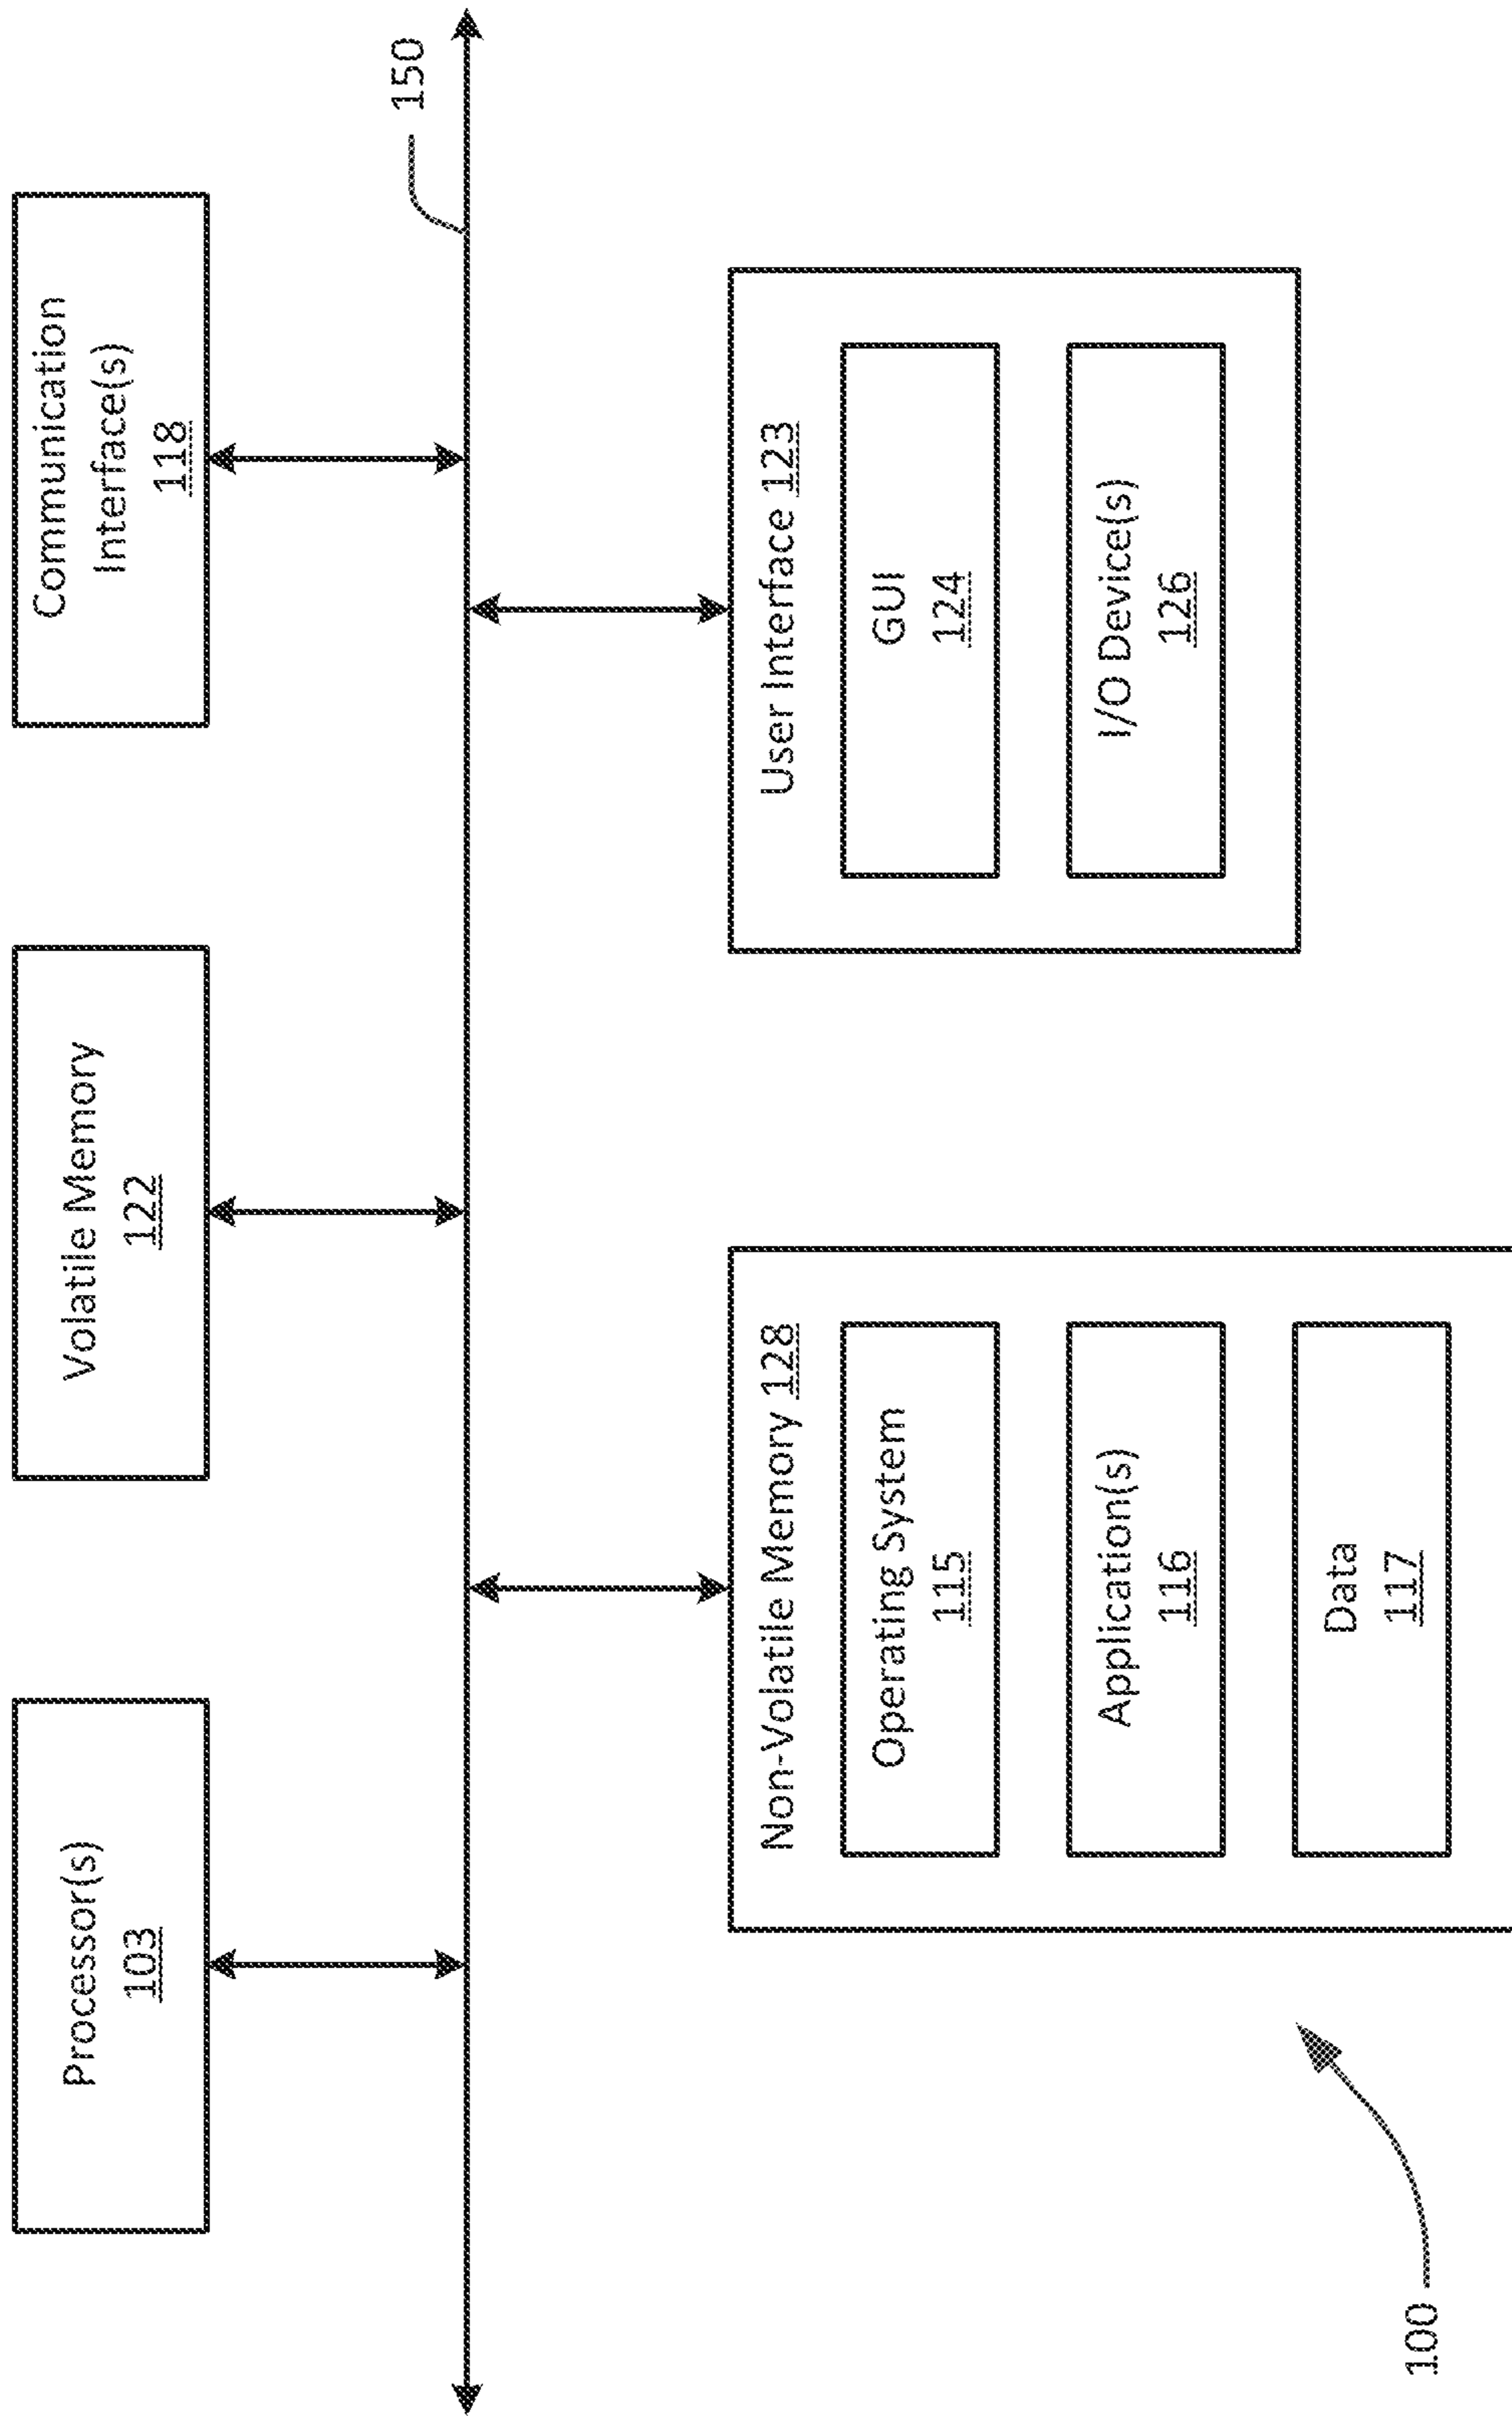 Processor(s)
103
Volatile Memory
122
Communication
Interface(s)
118
150
Non-Volatile Memory 128
Operating System
115
Application(s)
116
Data
117
User Interface 123
GUI
124
I/O Device(s)
126
100